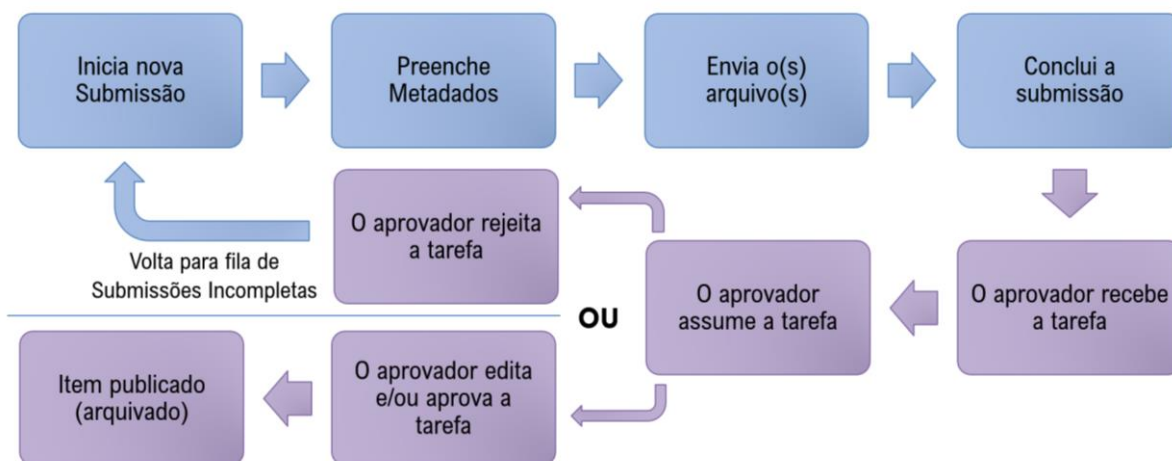 Inicia nova
Submissão
Preenche
Metadados
Envia o(s)
arquivo(s)
Conclui a
submissão
O aprovador recebe
a tarefa
O aprovador
assume a tarefa
OU
O aprovador rejeita
a tarefa
Volta para fila de
Submissões Incompletas
O aprovador edita
e/ou aprova a
tarefa
Item publicado
(arquivado)